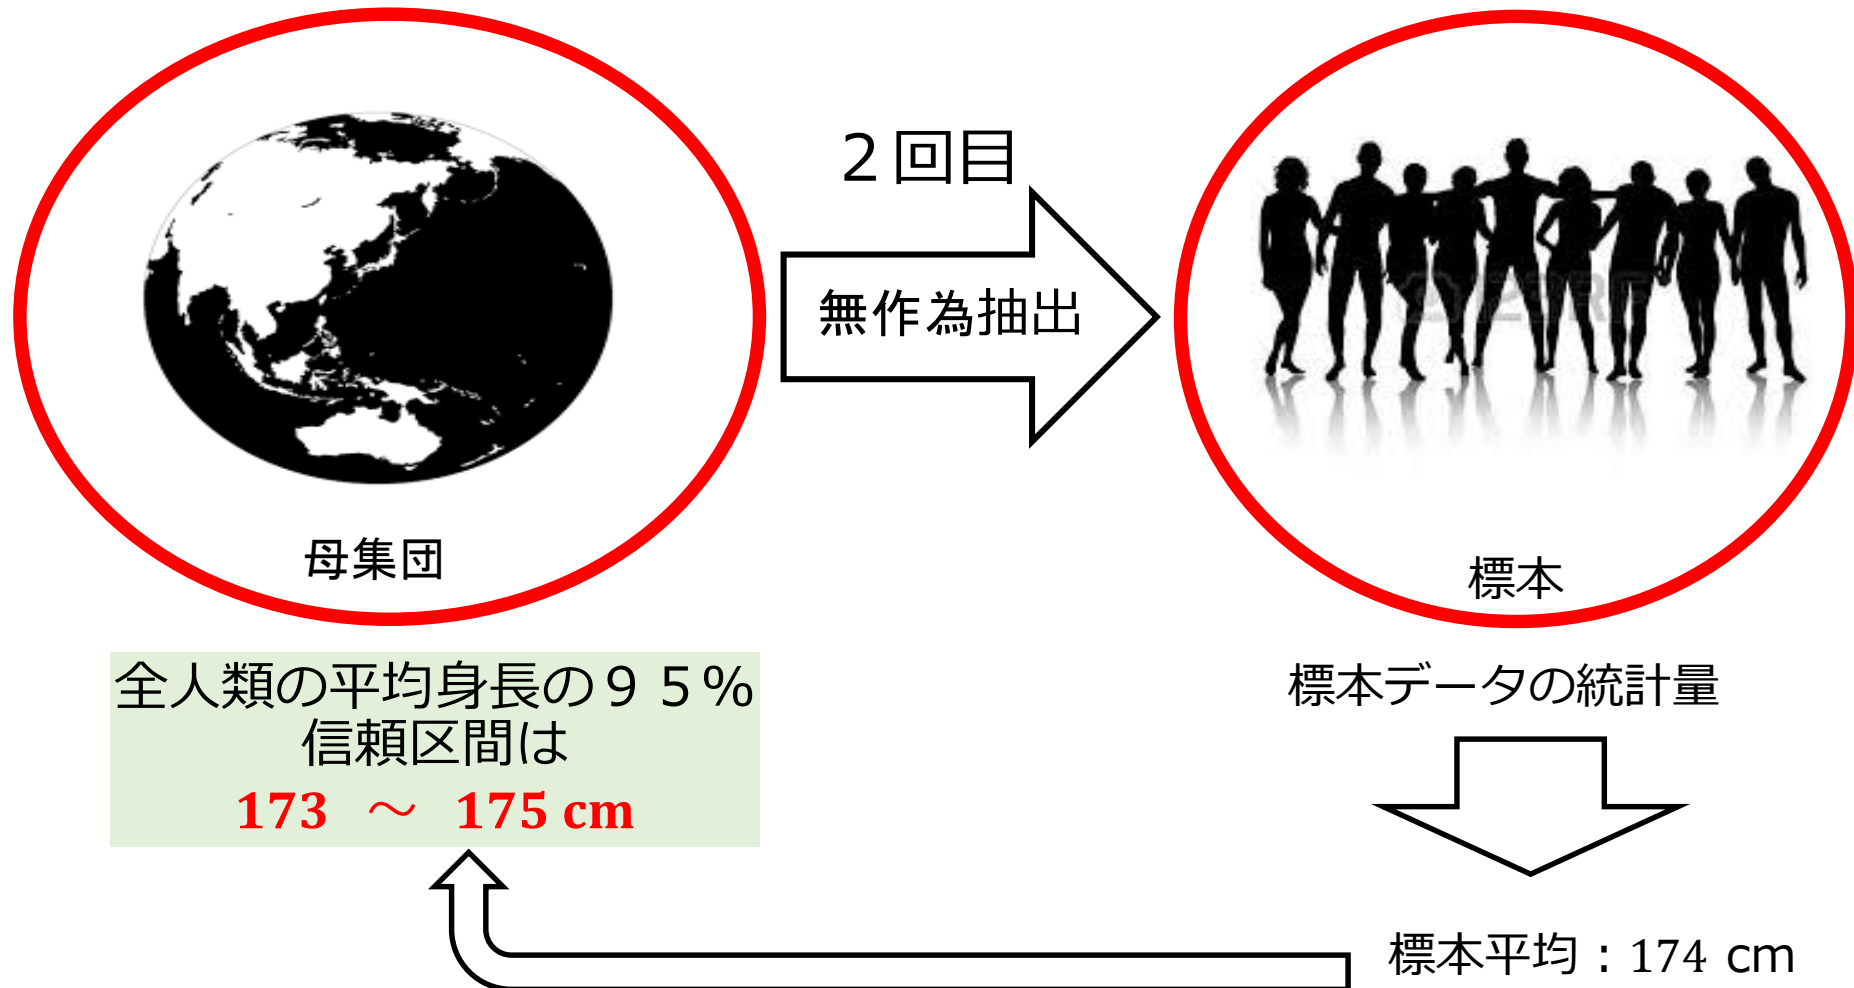 2回目
無作為抽出
母集団
標本
全人類の平均身長の95%
信頼区間は
173 ～ 175 cm
標本データの統計量
標本平均：174 cm